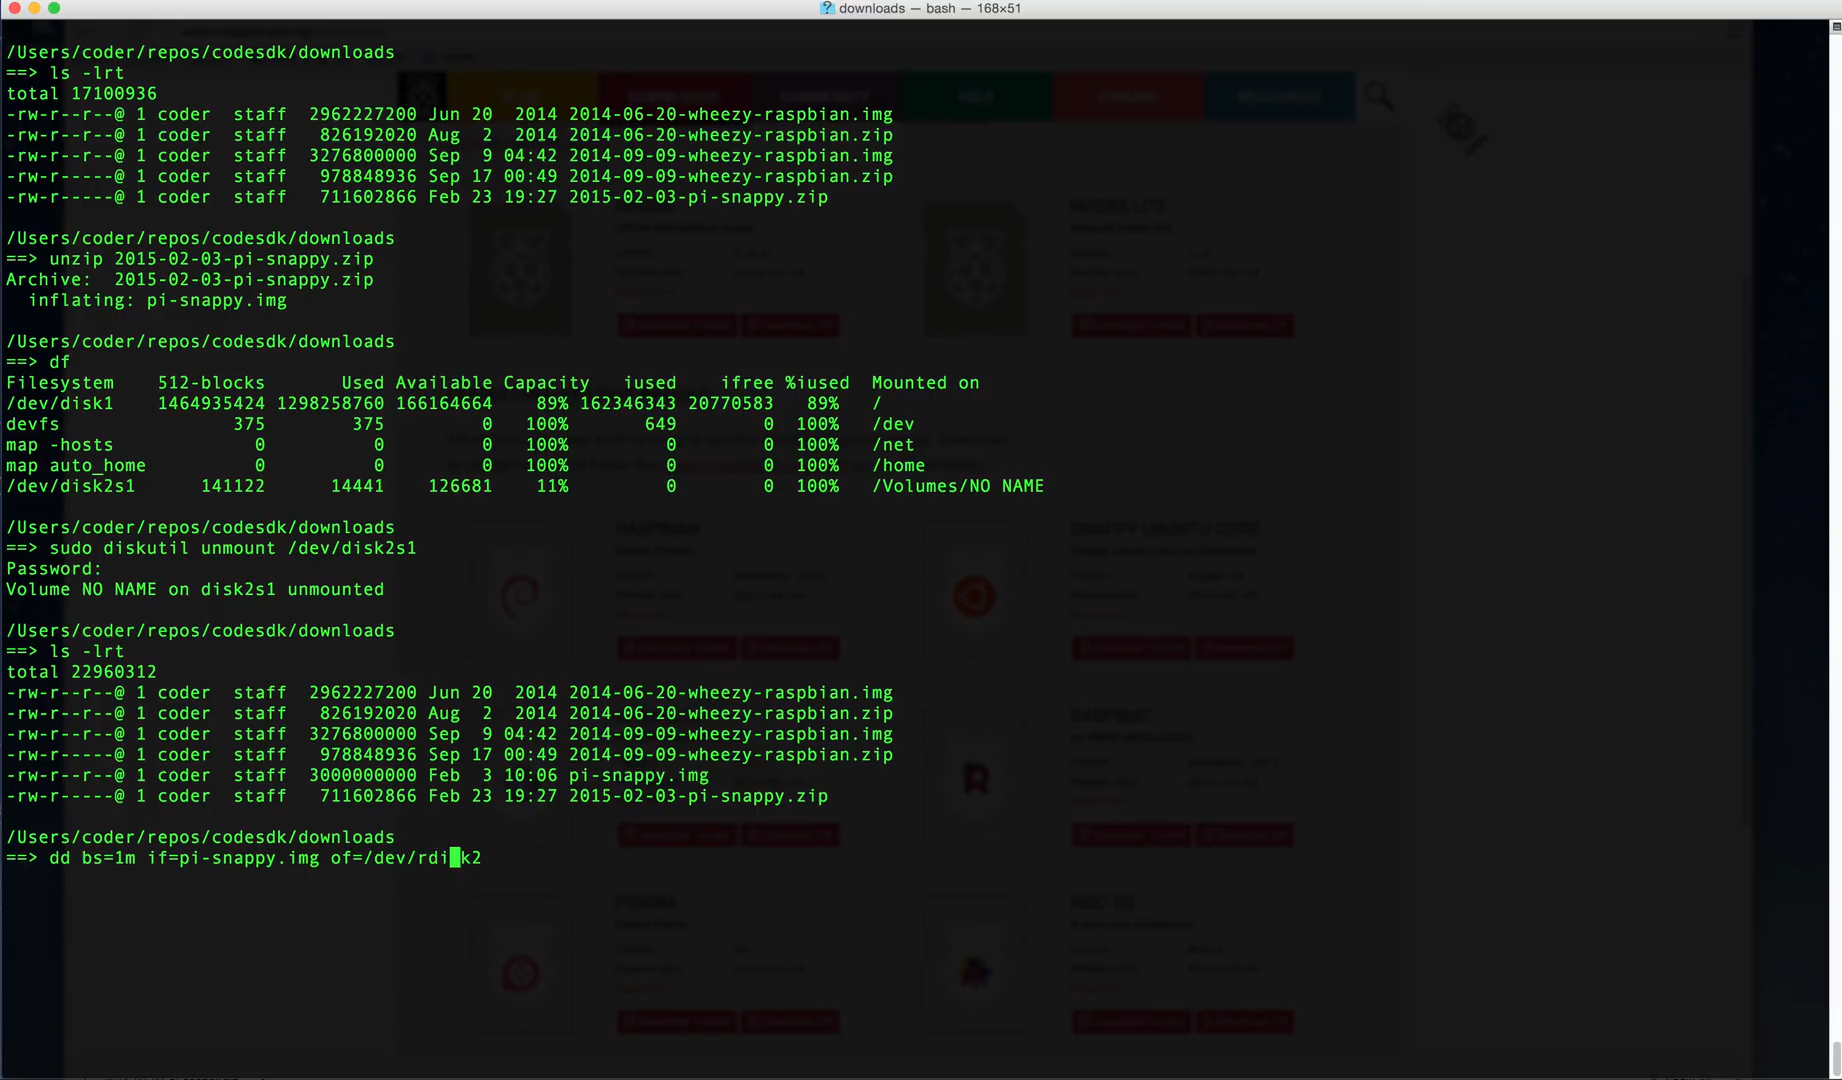 downloads — bash — 168×51
/Users/coder/repos/codesdk/downloads
==> ls -lrt
total 17100936
-rw-r--r--@ 1 coder  staff  2962227200 Jun 20  2014 2014-06-20-wheezy-raspbian.img
-rw-r--r--@ 1 coder  staff   826192020 Aug  2  2014 2014-06-20-wheezy-raspbian.zip
-rw-r--r--@ 1 coder  staff  3276800000 Sep  9 04:42 2014-09-09-wheezy-raspbian.img
-rw-r-----@ 1 coder  staff   978848936 Sep 17 00:49 2014-09-09-wheezy-raspbian.zip
-rw-r-----@ 1 coder  staff   711602866 Feb 23 19:27 2015-02-03-pi-snappy.zip
/Users/coder/repos/codesdk/downloads
==> unzip 2015-02-03-pi-snappy.zip
Archive:  2015-02-03-pi-snappy.zip
  inflating: pi-snappy.img
/Users/coder/repos/codesdk/downloads
==> df
Filesystem    512-blocks       Used Available Capacity   iused    ifree %iused  Mounted on
/dev/disk1    1464935424 1298258760 166164664    89% 162346343 20770583   89%   /
devfs                375        375         0   100%       649        0  100%   /dev
map -hosts             0          0         0   100%         0        0  100%   /net
map auto_home          0          0         0   100%         0        0  100%   /home
/dev/disk2s1      141122      14441    126681    11%         0        0  100%   /Volumes/NO NAME
/Users/coder/repos/codesdk/downloads
==> sudo diskutil unmount /dev/disk2s1
Password:
Volume NO NAME on disk2s1 unmounted
/Users/coder/repos/codesdk/downloads
==> ls -lrt
total 22960312
-rw-r--r--@ 1 coder  staff  2962227200 Jun 20  2014 2014-06-20-wheezy-raspbian.img
-rw-r--r--@ 1 coder  staff   826192020 Aug  2  2014 2014-06-20-wheezy-raspbian.zip
-rw-r--r--@ 1 coder  staff  3276800000 Sep  9 04:42 2014-09-09-wheezy-raspbian.img
-rw-r-----@ 1 coder  staff   978848936 Sep 17 00:49 2014-09-09-wheezy-raspbian.zip
-rw-r-----@ 1 coder  staff  3000000000 Feb  3 10:06 pi-snappy.img
-rw-r-----@ 1 coder  staff   711602866 Feb 23 19:27 2015-02-03-pi-snappy.zip
/Users/coder/repos/codesdk/downloads
==> dd bs=1m if=pi-snappy.img of=/dev/rdisk2
HELP
NOOBS LITE
RASPBIAN
SNAPPY UBUNTU CORE
RASPBMC
PIDORA
RISC OS